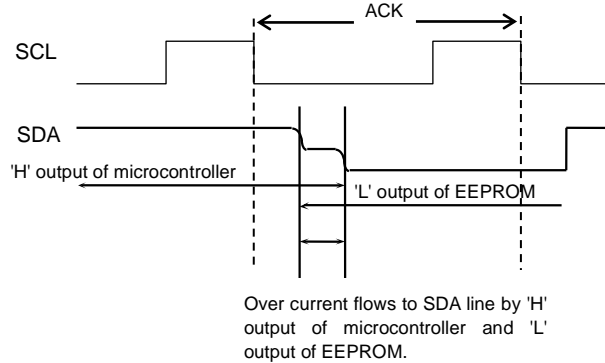 ACK
SCL
SDA
'H' output of microcontroller
'L' output of EEPROM
Over current flows to SDA line by 'H'
output of microcontroller and 'L'
output of EEPROM.